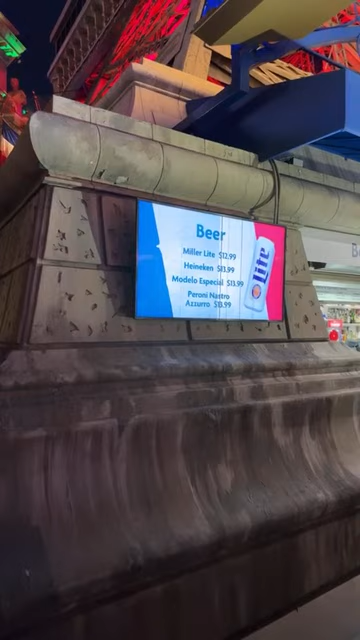 Beer
Miller Lite $12.99
Heineken $13.99
Modelo Especial $13.99
Peroni Nastro
Azzurro $13.99
Lite